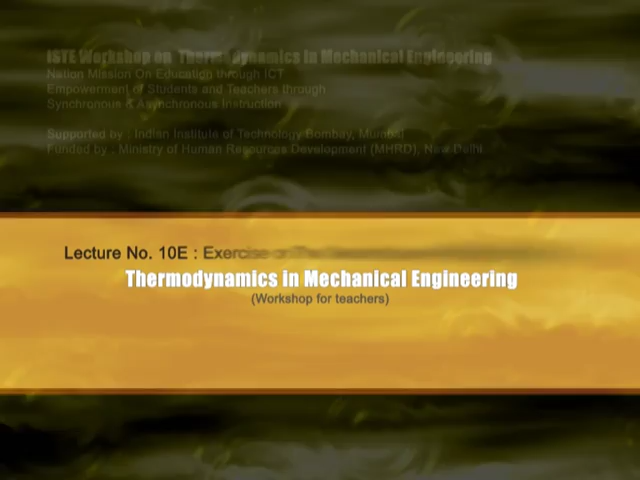 ISTE Workshop on Thermodynamics in Mechanical Engineering
Nation Mission On Education through ICT
Empowerment of Students and Teachers through
Synchronous & Asynchronous Instruction
Supported by : Indian Institute of Technology Bombay, Mumbai
Funded by : Ministry of Human Resources Development (MHRD), New Delhi
Lecture No. 10E : Exercise
Thermodynamics in Mechanical Engineering
(Workshop for teachers)